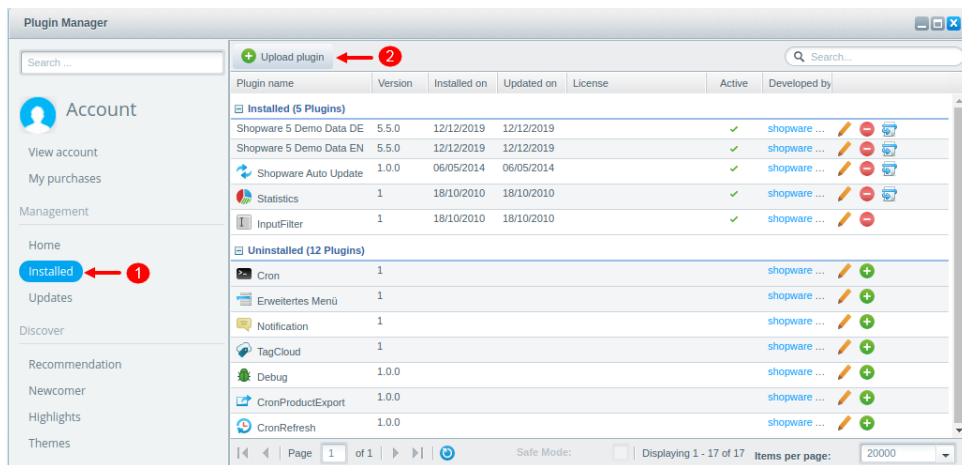 Plugin Manager
Search ...
Account
View account
My purchases
Management
Home
Installed
1
Updates
Discover
Recommendation
Newcomer
Highlights
Themes
Upload plugin
2
Search...
Plugin name Version Installed on Updated on License Active Developed by
Installed (5 Plugins)
Shopware 5 Demo Data DE 5.5.0 12/12/2019 12/12/2019 shopware ...
Shopware 5 Demo Data EN 5.5.0 12/12/2019 12/12/2019 shopware ...
Shopware Auto Update 1.0.0 06/05/2014 06/05/2014 shopware ...
Statistics 1 18/10/2010 18/10/2010 shopware ...
InputFilter 1 18/10/2010 18/10/2010 shopware ...
Uninstalled (12 Plugins)
Cron 1 shopware ...
Erweitertes Menü 1 shopware ...
Notification 1 shopware ...
TagCloud 1 shopware ...
Debug 1.0.0 shopware ...
CronProductExport 1.0.0 shopware ...
CronRefresh 1.0.0 shopware ...
Page 1 of 1 Safe Mode: Displaying 1 - 17 of 17 Items per page: 20000